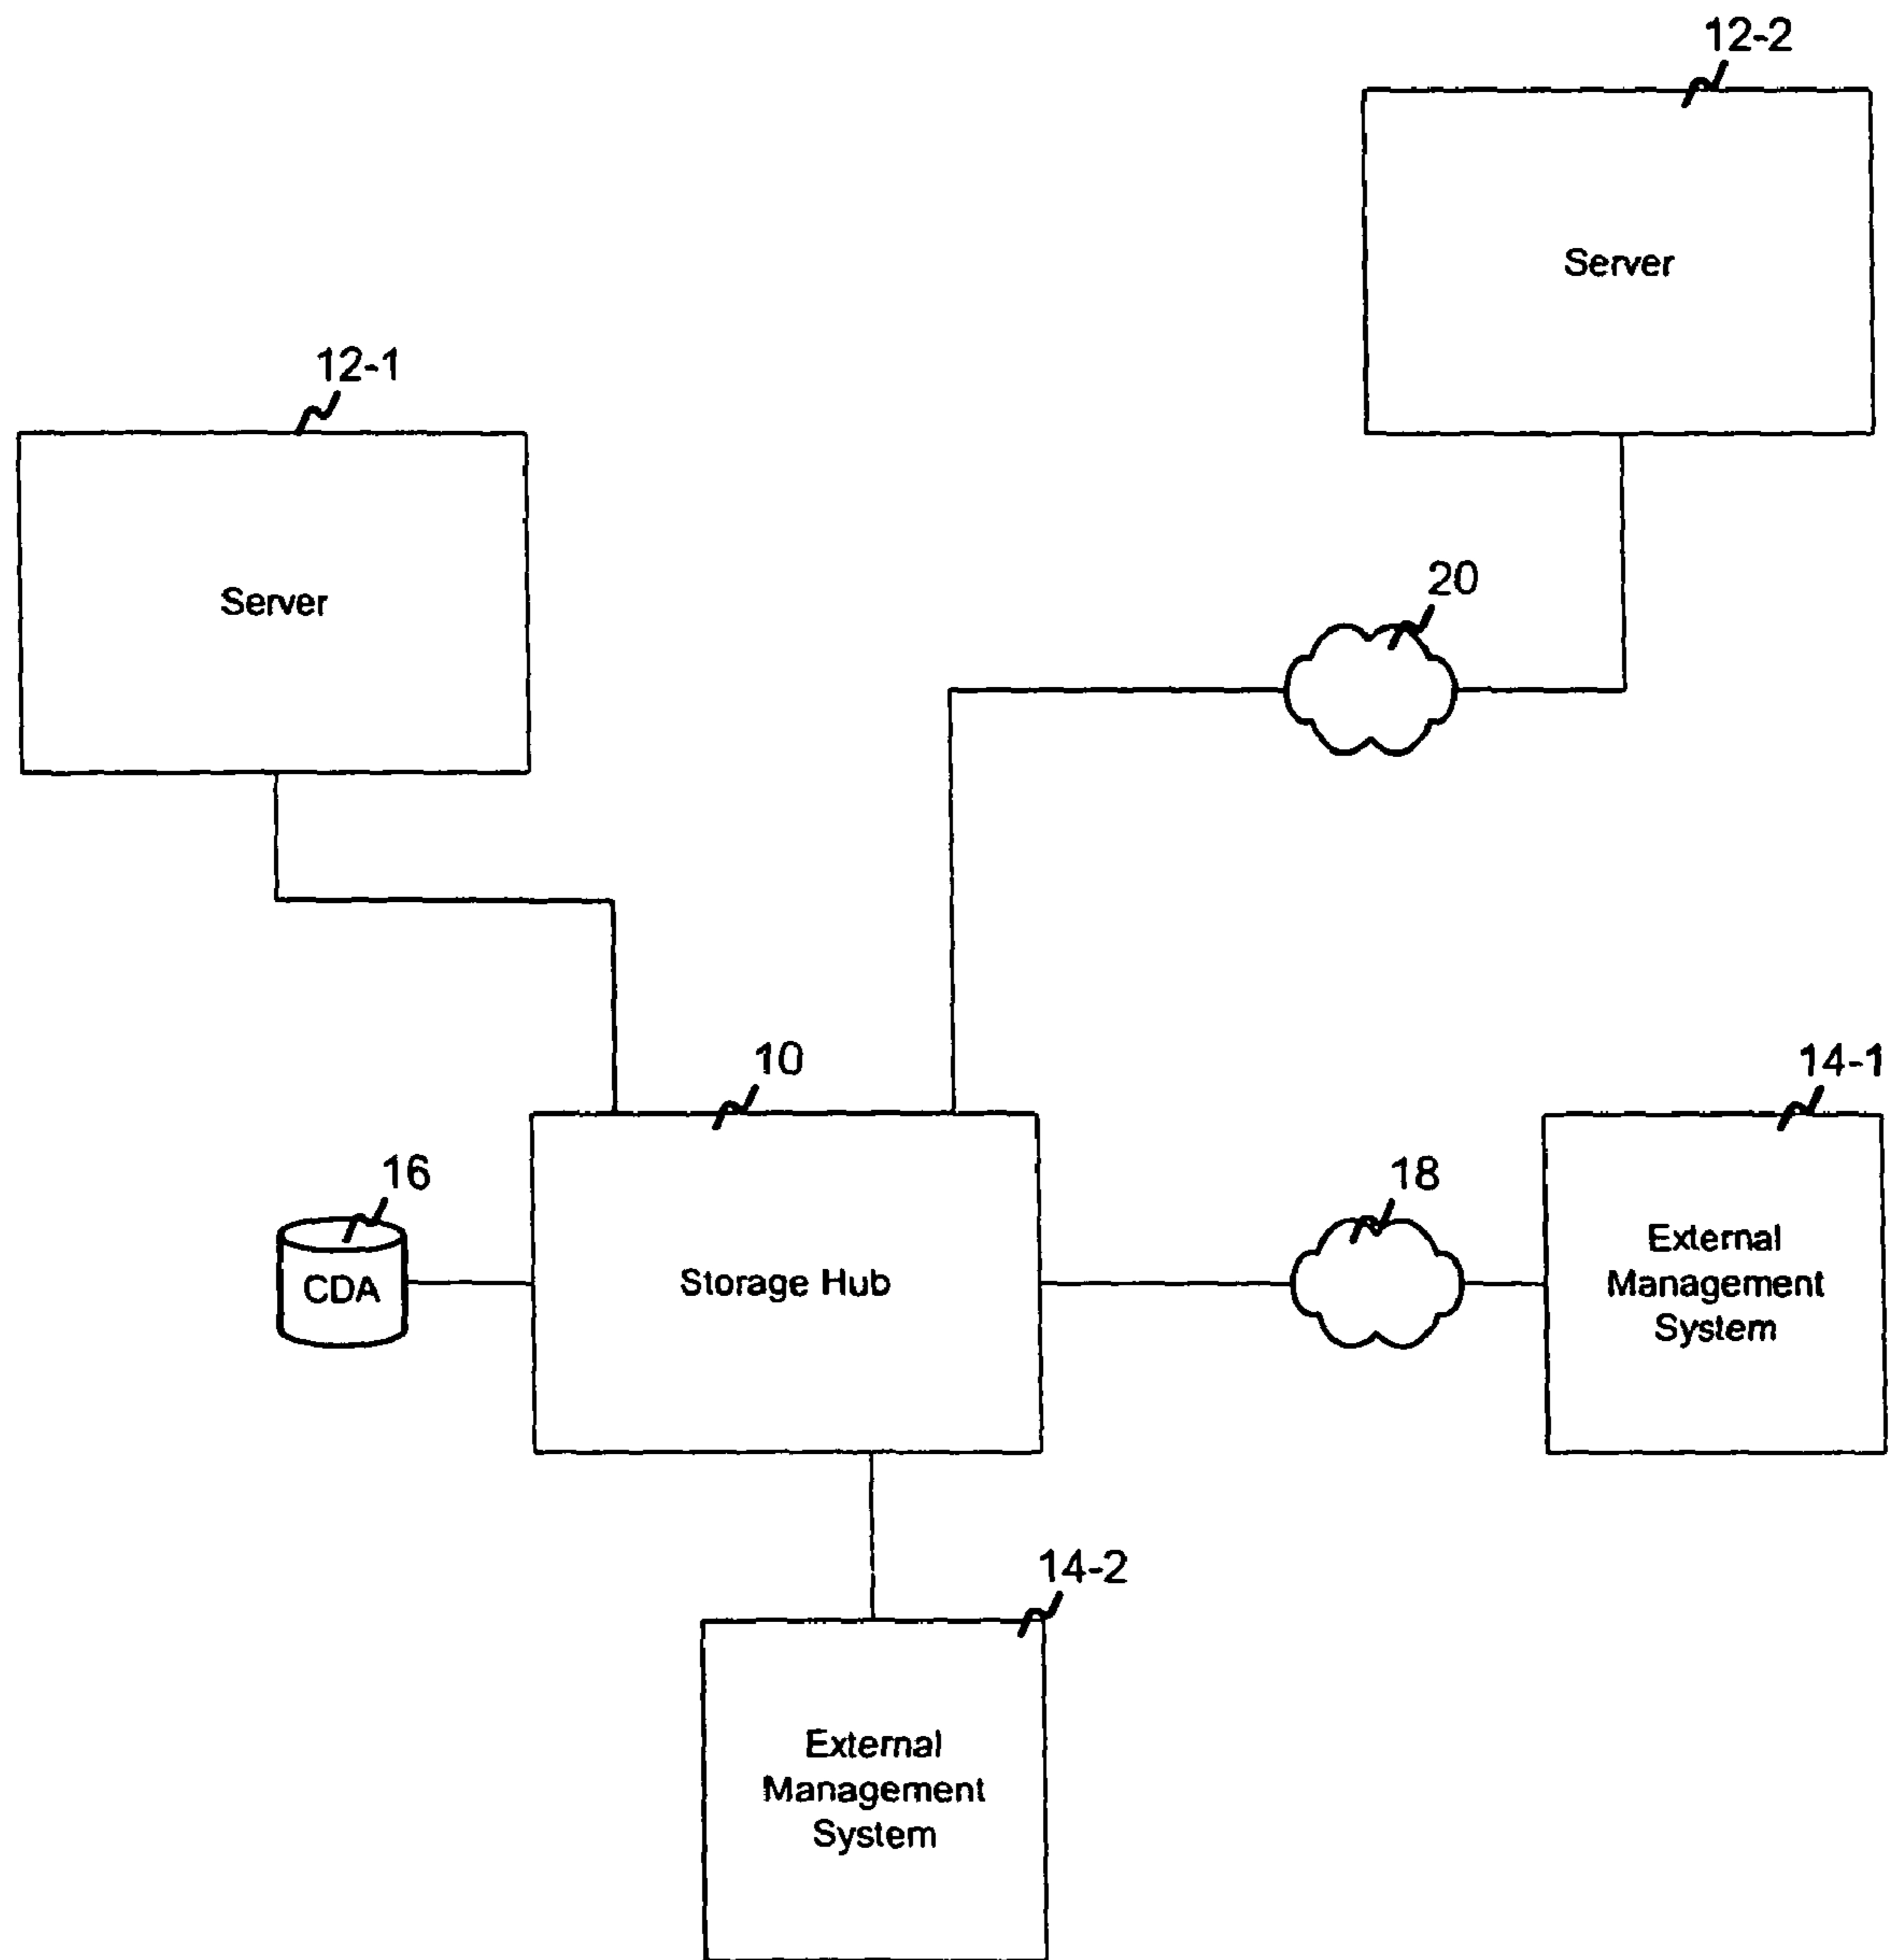 12-2
Server
12-1
Server
20
10
14-1
16
18
CDA
Storage Hub
External
Management
System
14-2
External
Management
System